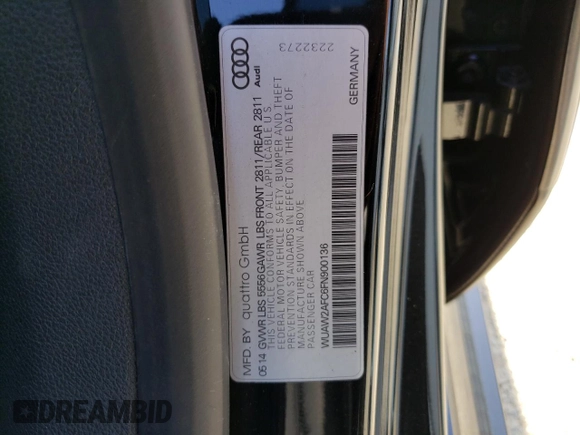 MFD. BY quattro GmbH
05 14 GVWR LBS 5556 GAWR LBS FRONT 2811/REAR 2811
THIS VEHICLE CONFORMS TO ALL APPLICABLE U.S.
FEDERAL MOTOR VEHICLE SAFETY, BUMPER AND THEFT
PREVENTION STANDARDS IN EFFECT ON THE DATE OF
MANUFACTURE SHOWN ABOVE
PASSENGER CAR
WUAW2AFC6FN900136
GERMANY
Audi
2232273
DREAMBID